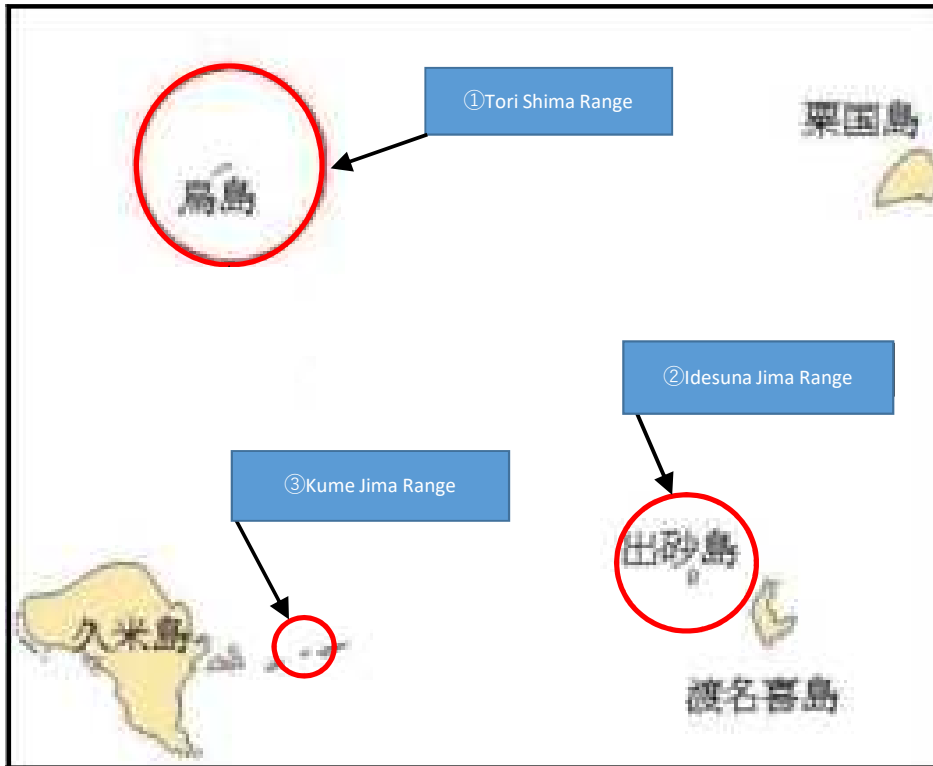 ①Tori Shima Range
粟国島
鳥島
②Idesuna Jima Range
③Kume Jima Range
出砂島
久米島
渡名喜島